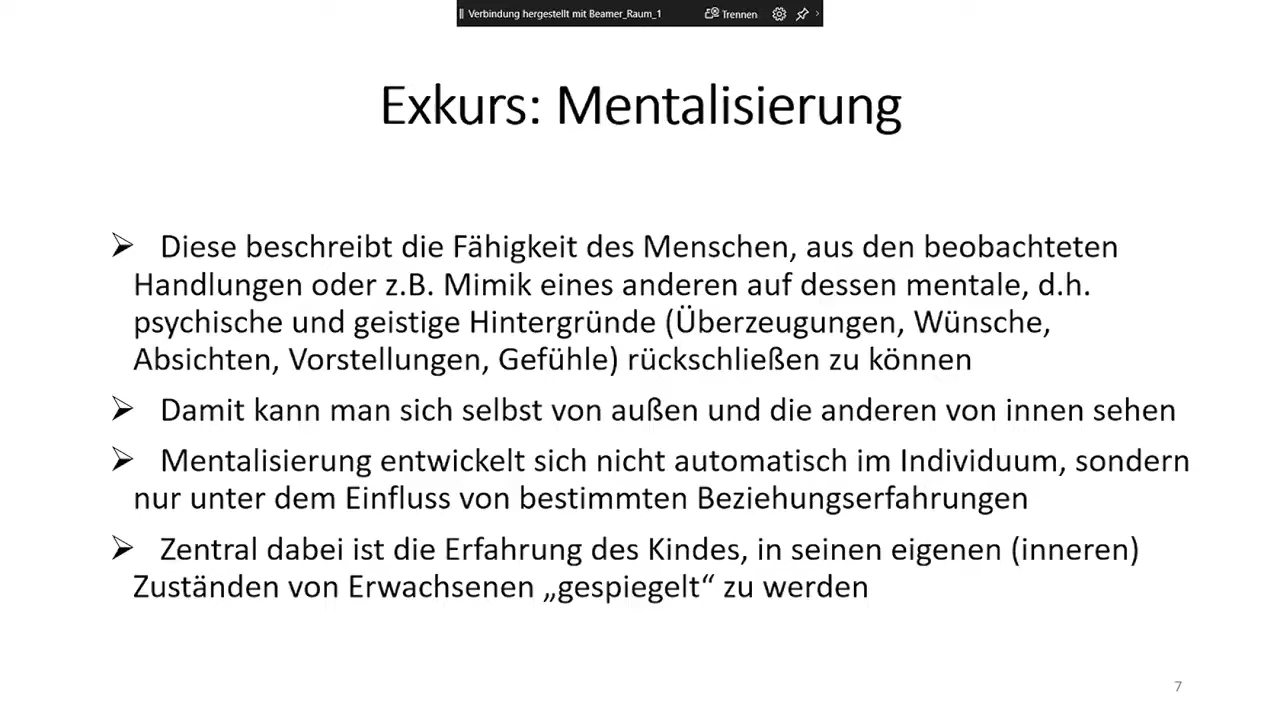 Verbindung hergestellt mit Beamer_Raum_1 Trennen
Exkurs: Mentalisierung
➢ Diese beschreibt die Fähigkeit des Menschen, aus den beobachteten
Handlungen oder z.B. Mimik eines anderen auf dessen mentale, d.h.
psychische und geistige Hintergründe (Überzeugungen, Wünsche,
Absichten, Vorstellungen, Gefühle) rückschließen zu können
➢ Damit kann man sich selbst von außen und die anderen von innen sehen
➢ Mentalisierung entwickelt sich nicht automatisch im Individuum, sondern
nur unter dem Einfluss von bestimmten Beziehungserfahrungen
➢ Zentral dabei ist die Erfahrung des Kindes, in seinen eigenen (inneren)
Zuständen von Erwachsenen „gespiegelt“ zu werden
7